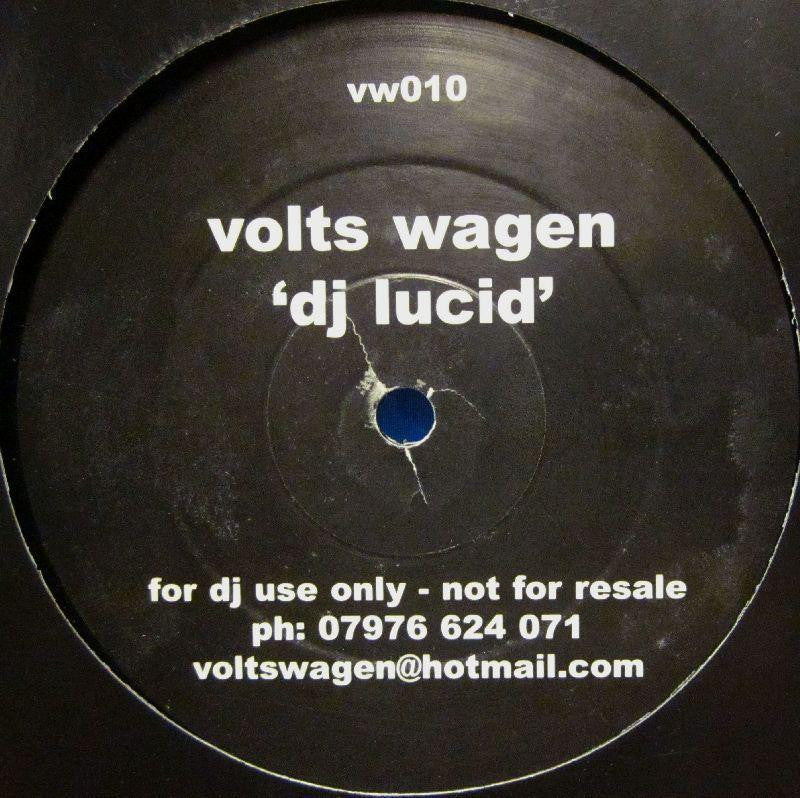 vw010
volts wagen
‘dj lucid’
for dj use only - not for resale
ph: 07976 624 071
voltswagen@hotmail.com